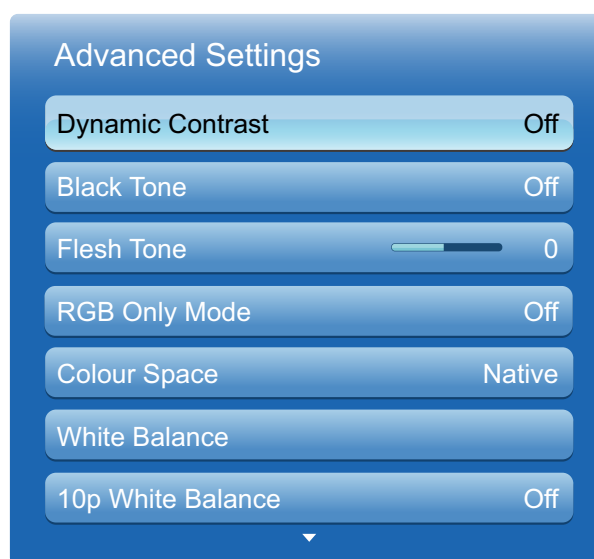 Advanced Settings
Dynamic Contrast Off
Black Tone Off
Flesh Tone 0
RGB Only Mode Off
Colour Space Native
White Balance
10p White Balance Off